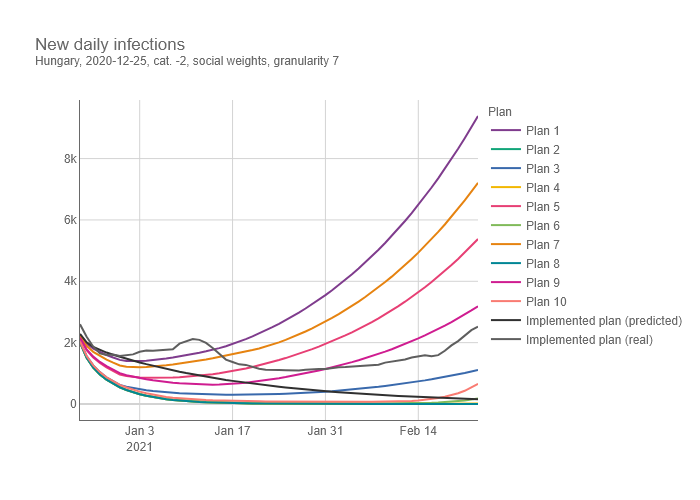 New daily infections
Hungary, 2020-12-25, cat. -2, social weights, granularity 7
Plan
Plan 1
Plan 2
Plan 3
Plan 4
Plan 5
Plan 6
Plan 7
Plan 8
Plan 9
Plan 10
Implemented plan (predicted)
Implemented plan (real)
8k
6k
4k
2k
0
Jan 3 Jan 17 Jan 31 Feb 14
2021